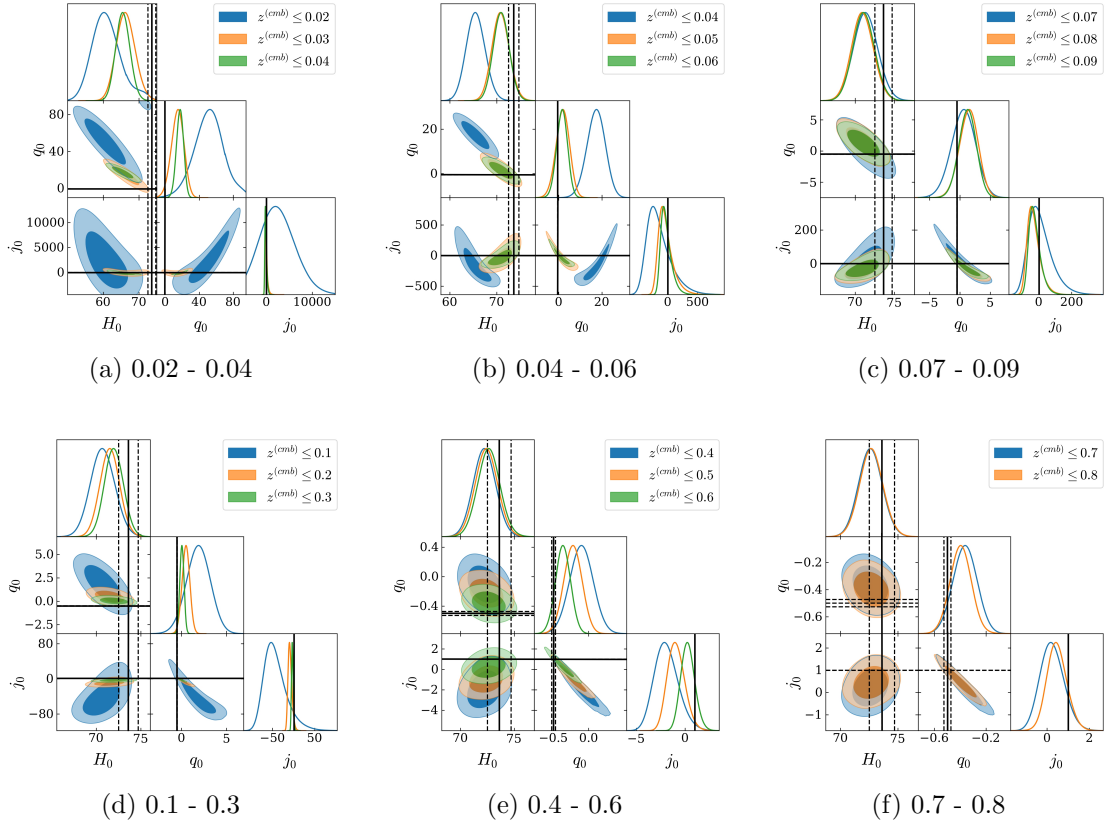 z^(cmb) ≤ 0.02
z^(cmb) ≤ 0.03
z^(cmb) ≤ 0.04
80
40
0
q₀
10000
5000
0
j₀
60 70
0 40 80
0 10000
H₀ q₀ j₀
(a) 0.02 - 0.04
z^(cmb) ≤ 0.04
z^(cmb) ≤ 0.05
z^(cmb) ≤ 0.06
20
0
q₀
500
0
−500
j₀
60 70
0 20
0 500
H₀ q₀ j₀
(b) 0.04 - 0.06
z^(cmb) ≤ 0.07
z^(cmb) ≤ 0.08
z^(cmb) ≤ 0.09
5
0
−5
q₀
200
0
j₀
70 75
−5 0 5
0 200
H₀ q₀ j₀
(c) 0.07 - 0.09
z^(cmb) ≤ 0.1
z^(cmb) ≤ 0.2
z^(cmb) ≤ 0.3
5.0
2.5
0.0
−2.5
q₀
80
0
−80
j₀
70 75
0 5
−50 50
H₀ q₀ j₀
(d) 0.1 - 0.3
z^(cmb) ≤ 0.4
z^(cmb) ≤ 0.5
z^(cmb) ≤ 0.6
0.4
0.0
−0.4
q₀
2
0
−2
−4
j₀
70 75
−0.5 0.0
−5 0
H₀ q₀ j₀
(e) 0.4 - 0.6
z^(cmb) ≤ 0.7
z^(cmb) ≤ 0.8
−0.2
−0.4
−0.6
q₀
2
1
0
−1
j₀
70 75
−0.6 −0.2
0 2
H₀ q₀ j₀
(f) 0.7 - 0.8